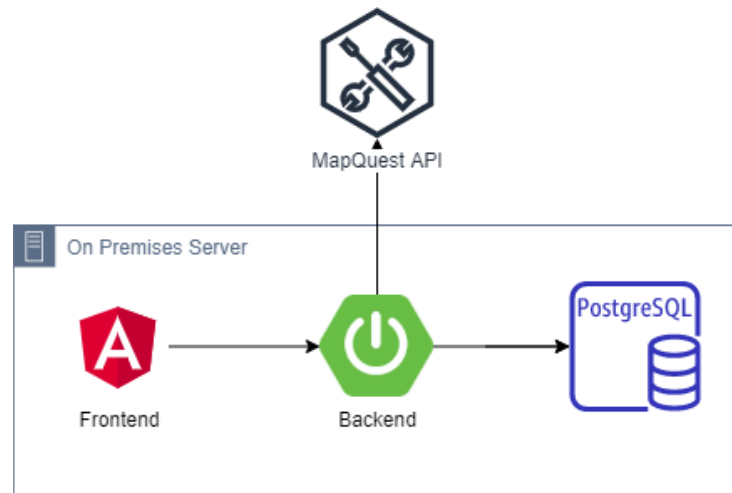 MapQuest API
On Premises Server
PostgreSQL
Frontend
Backend